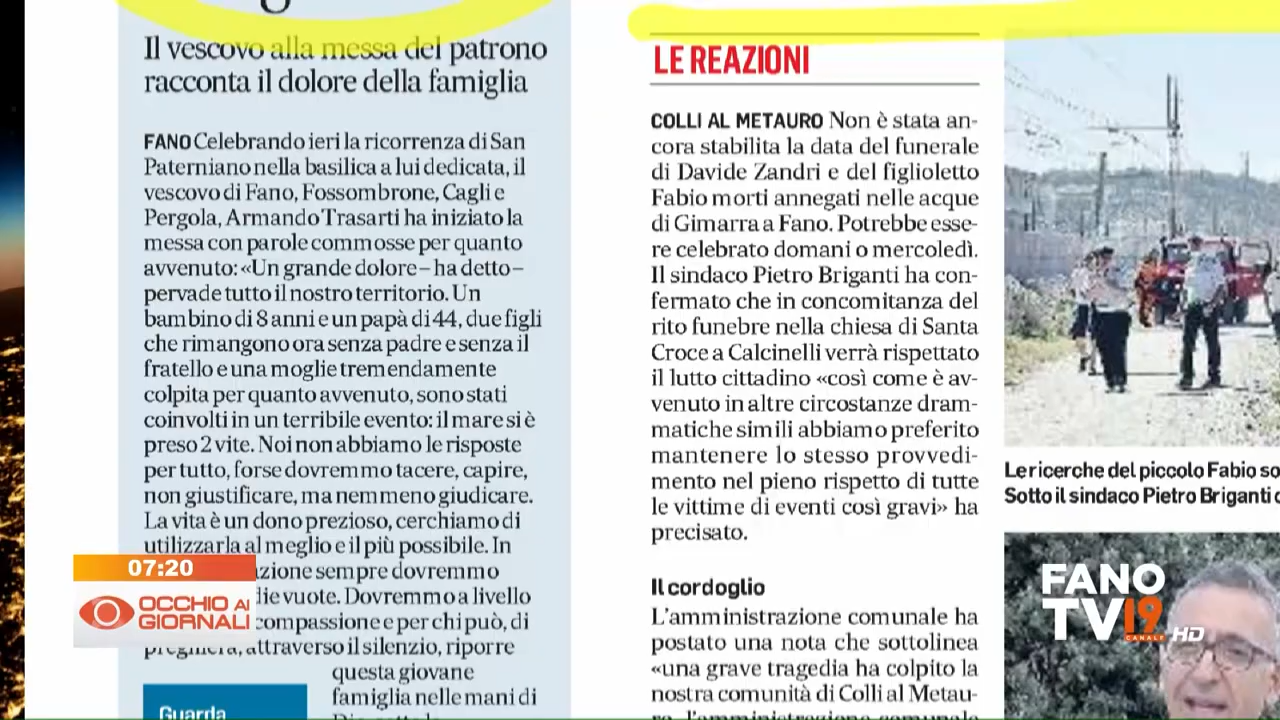 Il vescovo alla messa del patrono
racconta il dolore della famiglia
FANO Celebrando ieri la ricorrenza di San
Paterniano nella basilica a lui dedicata, il
vescovo di Fano, Fossombrone, Cagli e
Pergola, Armando Trasarti ha iniziato la
messa con parole commosse per quanto
avvenuto: «Un grande dolore – ha detto –
pervade tutto il nostro territorio. Un
bambino di 8 anni e un papà di 44, due figli
che rimangono ora senza padre e senza il
fratello e una moglie tremendamente
colpita per quanto avvenuto, sono stati
coinvolti in un terribile evento: il mare si è
preso 2 vite. Noi non abbiamo le risposte
per tutto, forse dovremmo tacere, capire,
non giustificare, ma nemmeno giudicare.
La vita è un dono prezioso, cerchiamo di
utilizzarla al meglio e il più possibile. In
azione sempre dovremmo
die vuote. Dovremmo a livello
compassione e per chi può, di
preghiera, attraverso il silenzio, riporre
questa giovane
famiglia nelle mani di
Guarda
LE REAZIONI
COLLI AL METAURO Non è stata an-
cora stabilita la data del funerale
di Davide Zandri e del figlioletto
Fabio morti annegati nelle acque
di Gimarra a Fano. Potrebbe esse-
re celebrato domani o mercoledì.
Il sindaco Pietro Briganti ha con-
fermato che in concomitanza del
rito funebre nella chiesa di Santa
Croce a Calcinelli verrà rispettato
il lutto cittadino «così come è av-
venuto in altre circostanze dram-
matiche simili abbiamo preferito
mantenere lo stesso provvedi-
mento nel pieno rispetto di tutte
le vittime di eventi così gravi» ha
precisato.
Il cordoglio
L'amministrazione comunale ha
postato una nota che sottolinea
«una grave tragedia ha colpito la
nostra comunità di Colli al Metau-
ro, l'amministrazione comunale
Le ricerche del piccolo Fabio so
Sotto il sindaco Pietro Briganti
07:20
OCCHIO AI
GIORNALI
FANO
TV 19
CANALE HD